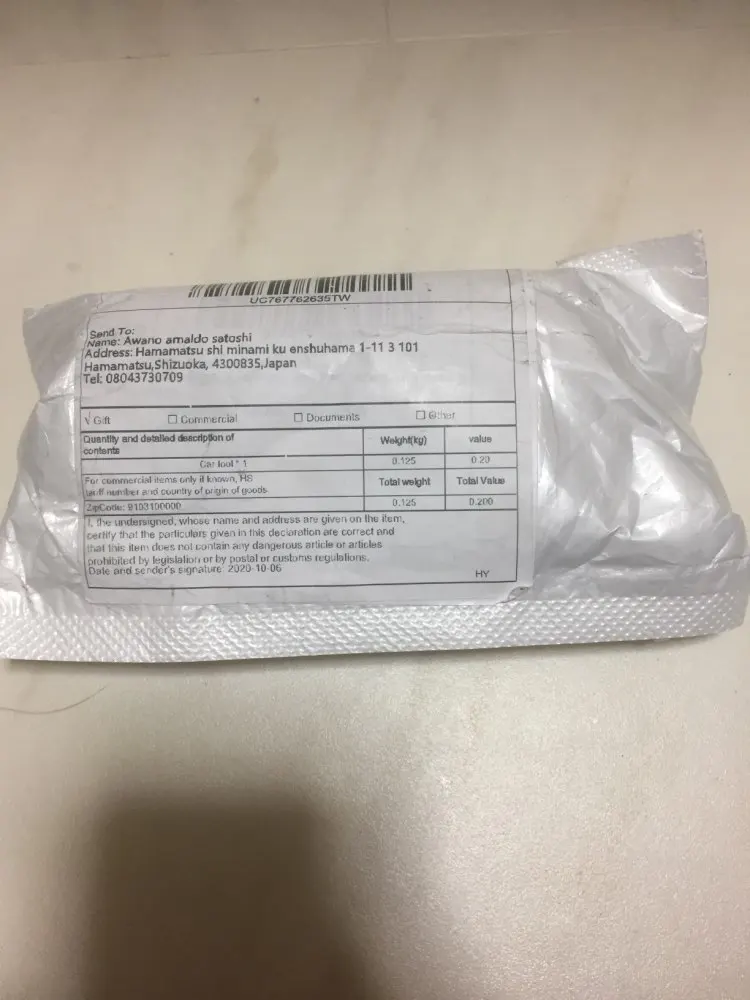 UC767762635TW
Send To:
Name: Awano arnaldo satoshi
Address: Hamamatsu shi minami ku enshuhama 1-11 3 101
Hamamatsu,Shizuoka, 4300835,Japan
Tel: 08043730709
√ Gift ☐ Commercial ☐ Documents ☐ Other
Quantity and detailed description of contents Weight(kg) value
Car tool * 1 0.125 0.20
For commercial items only if known, HS Total weight Total Value
tariff number and country of origin of goods
ZipCode: 9103100000 0.125 0.200
I, the undersigned, whose name and address are given on the item,
certify that the particulars given in this declaration are correct and
that this item does not contain any dangerous article or articles
prohibited by legislation or by postal or customs regulations.
Date and sender's signature: 2020-10-06 HY